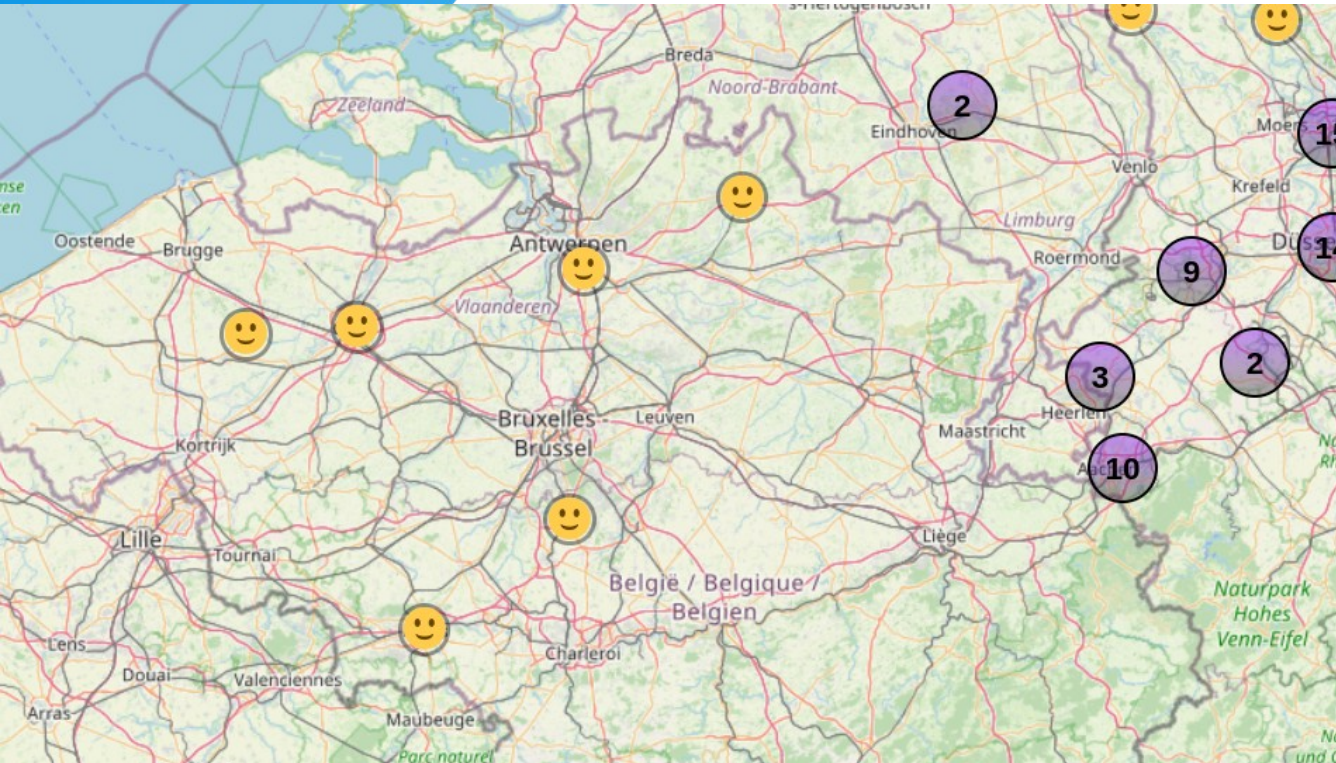 s-Hertogenbosch
Breda
Zeeland
Noord-Brabant
2
Eindhoven
Moers
Venlo
Krefeld
Limburg
Oostende
Brugge
Antwerpen
Roermond
9
Vlaanderen
3
2
Heerlen
Bruxelles -
Brussel
Leuven
Maastricht
Kortrijk
10
Lille
Tournai
Liège
België / Belgique /
Belgien
Naturpark
Hohes
Venn-Eifel
Lens
Charleroi
Douai
Valenciennes
Arras
Maubeuge
Parc naturel